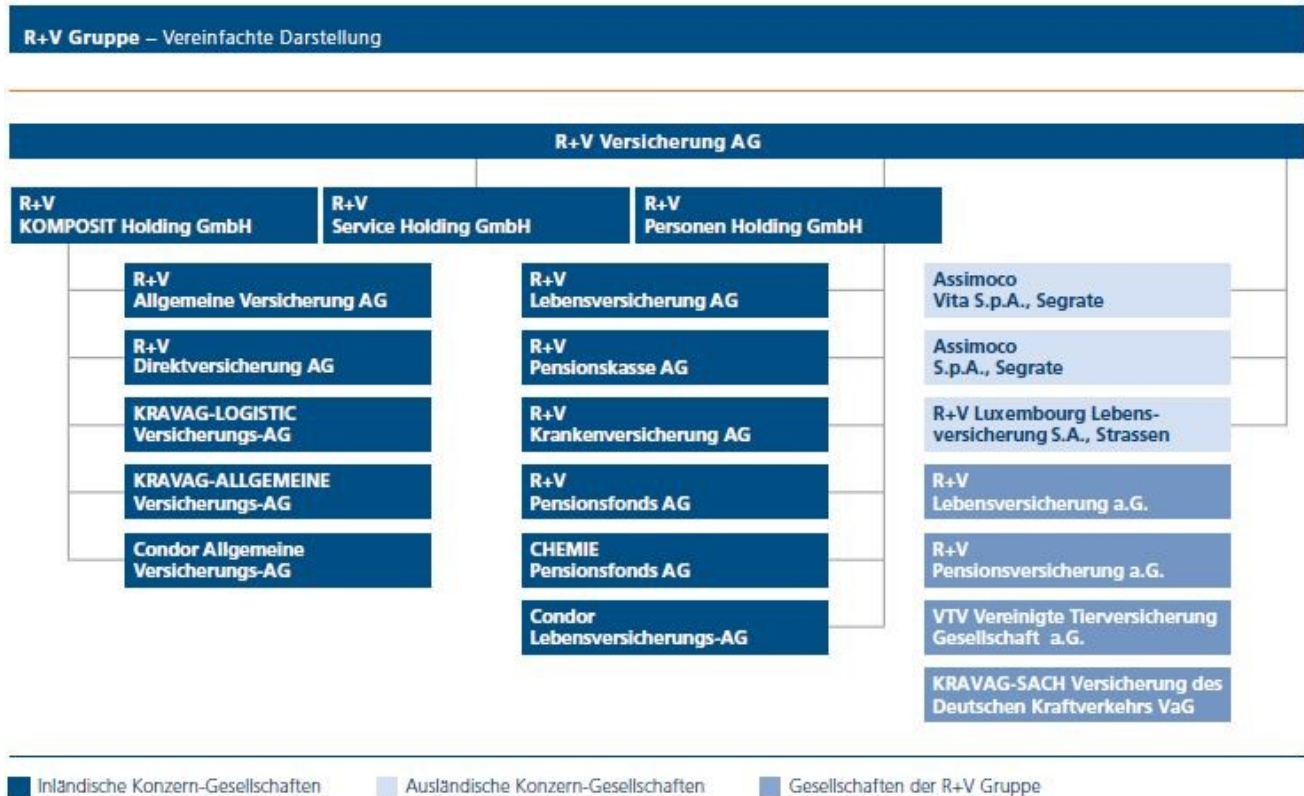 R+V Gruppe – Vereinfachte Darstellung
R+V Versicherung AG
R+V
KOMPOSIT Holding GmbH
R+V
Service Holding GmbH
R+V
Personen Holding GmbH
R+V
Allgemeine Versicherung AG
R+V
Direktversicherung AG
KRAVAG-LOGISTIC
Versicherungs-AG
KRAVAG-ALLGEMEINE
Versicherungs-AG
Condor Allgemeine
Versicherungs-AG
R+V
Lebensversicherung AG
R+V
Pensionskasse AG
R+V
Krankenversicherung AG
R+V
Pensionsfonds AG
CHEMIE
Pensionsfonds AG
Condor
Lebensversicherungs-AG
Assimoco
Vita S.p.A., Segrate
Assimoco
S.p.A., Segrate
R+V Luxembourg Lebens-
versicherung S.A., Strassen
R+V
Lebensversicherung a.G.
R+V
Pensionsversicherung a.G.
VTV Vereinigte Tierversicherung
Gesellschaft a.G.
KRAVAG-SACH Versicherung des
Deutschen Kraftverkehrs VaG
Inländische Konzern-Gesellschaften
Ausländische Konzern-Gesellschaften
Gesellschaften der R+V Gruppe